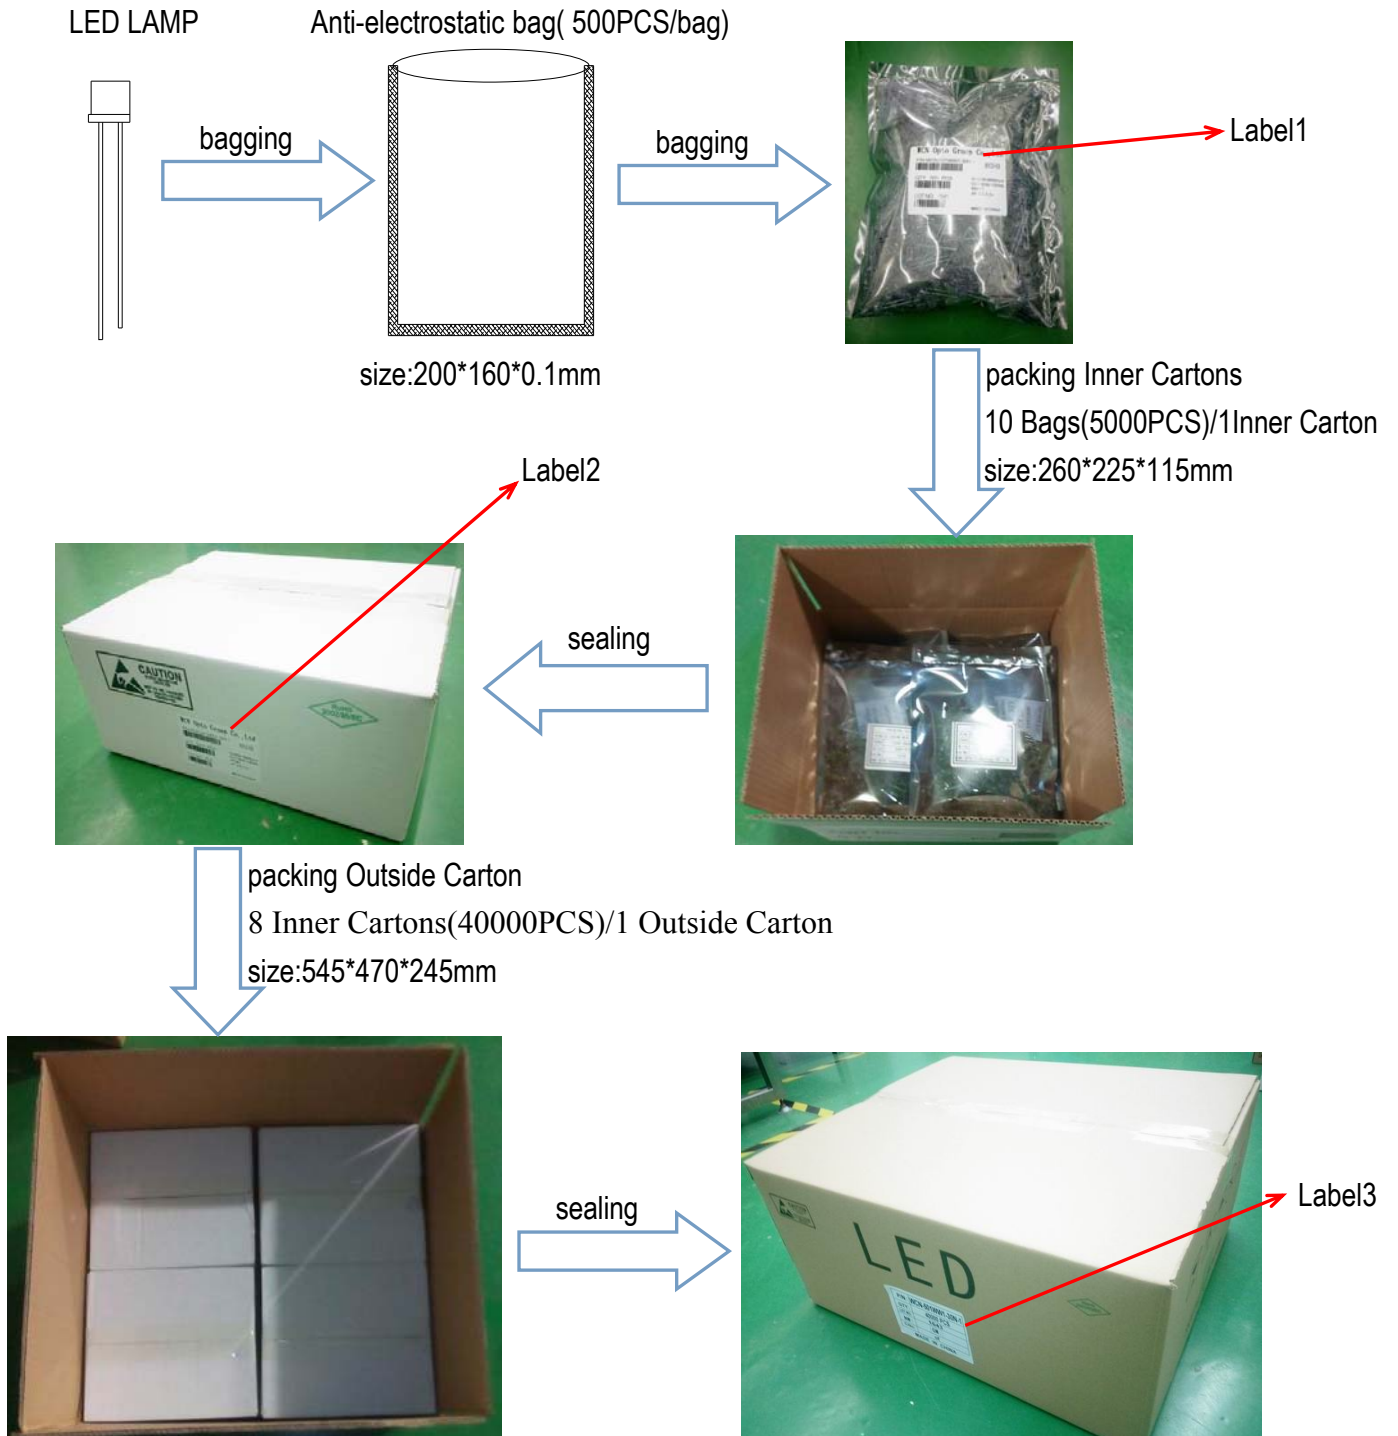 LED LAMP
Anti-electrostatic bag( 500PCS/bag)
bagging
bagging
Label1
size:200*160*0.1mm
packing Inner Cartons
10 Bags(5000PCS)/1Inner Carton
size:260*225*115mm
Label2
sealing
CAUTION
packing Outside Carton
8 Inner Cartons(40000PCS)/1 Outside Carton
size:545*470*245mm
sealing
Label3
LED